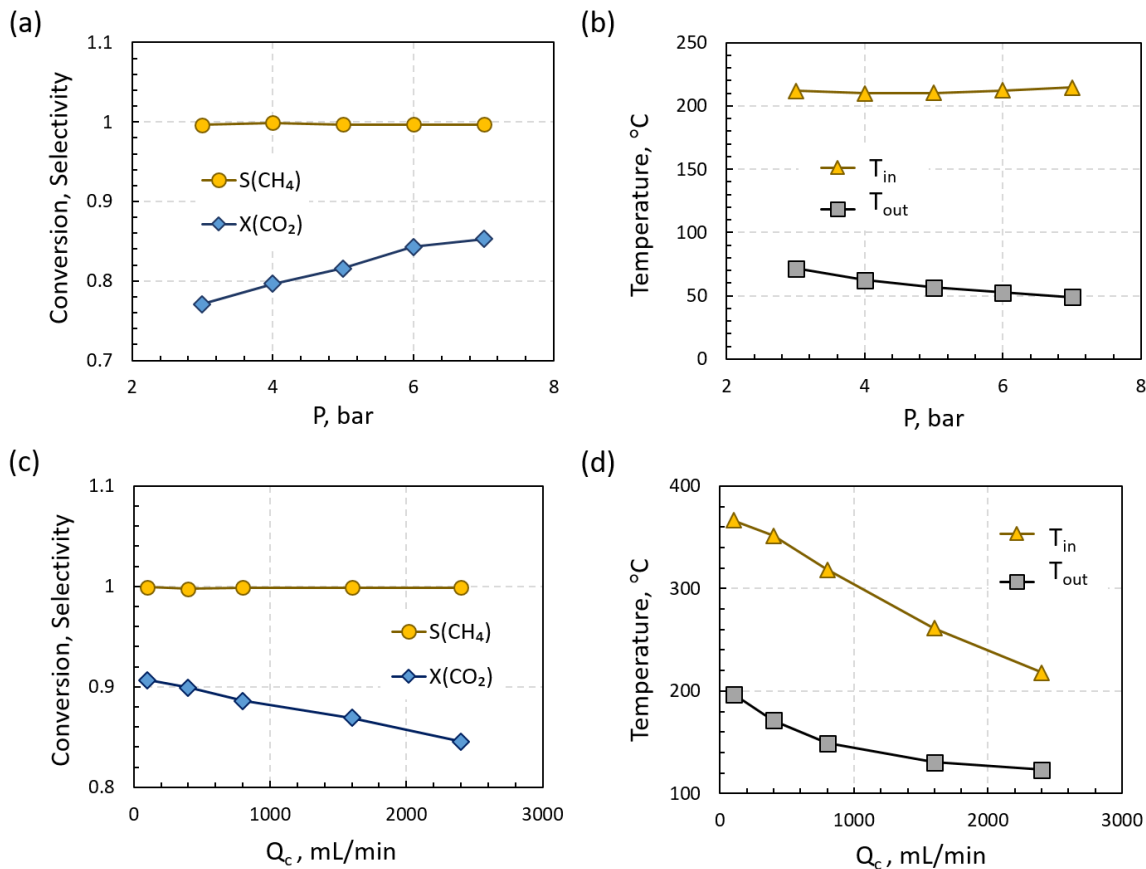 (a)
Conversion, Selectivity
1.1
1
0.9
0.8
0.7
S(CH₄)
X(CO₂)
2
4
6
8
P, bar
(b)
Temperature, °C
250
200
150
100
50
0
T_in
T_out
2
4
6
8
P, bar
(c)
Conversion, Selectivity
1.1
1
0.9
0.8
S(CH₄)
X(CO₂)
0
1000
2000
3000
Q_c , mL/min
(d)
Temperature, °C
400
300
200
100
T_in
T_out
0
1000
2000
3000
Q_c , mL/min